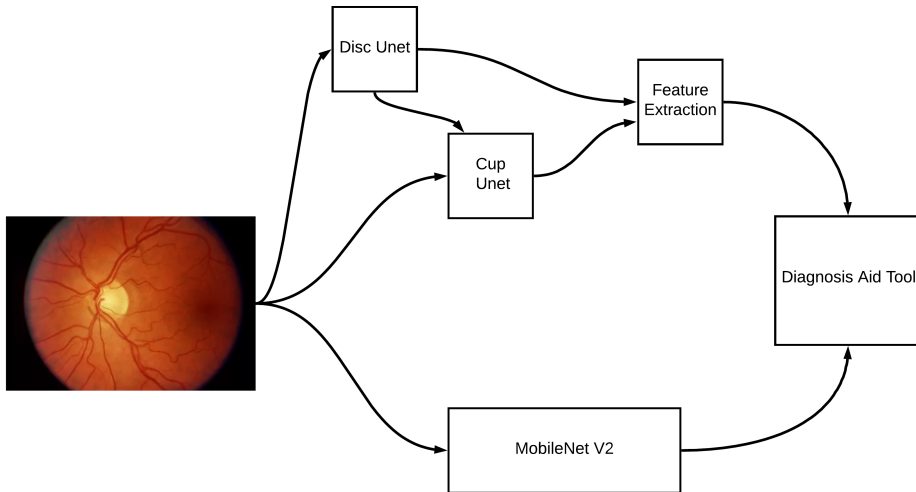 Disc Unet
Feature
Extraction
Cup
Unet
Diagnosis Aid Tool
MobileNet V2